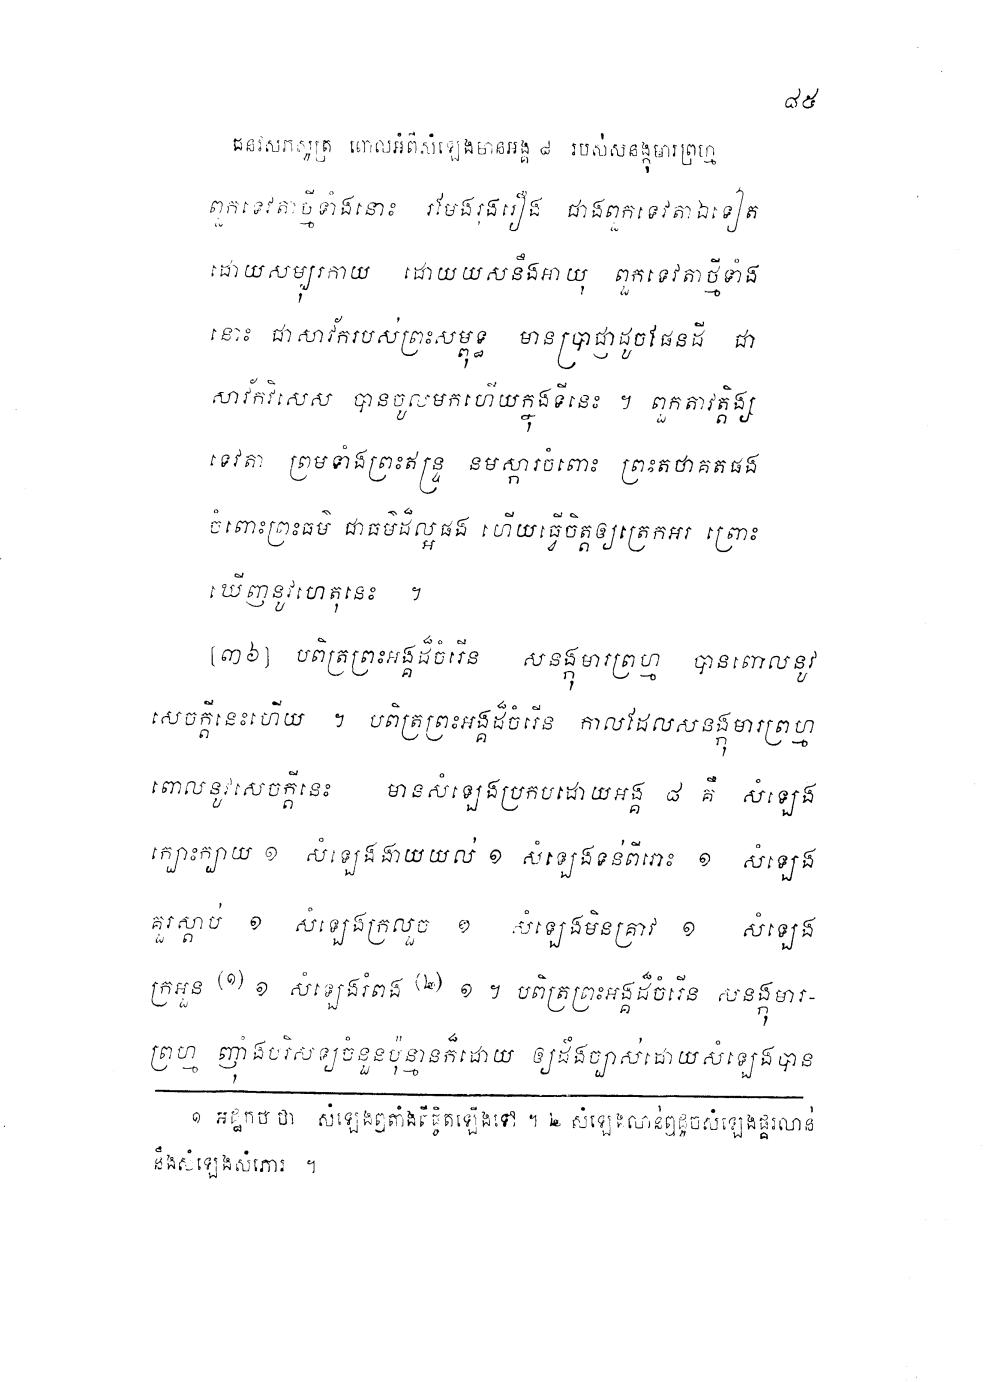 ៨៥
ជនវសភសូត្រ ពោលអំពីសំឡេងមានអង្គ ៨ របស់សនង្កុមារព្រហ្ម
ពួកទេវតាថ្មីទាំងនោះ រមែងរុងរឿង ជាងពួកទេវតាឯទៀត
ដោយសម្បុរកាយ ដោយយសនឹងអាយុ ពួកទេវតាថ្មីទាំង
នោះ ជាសាវ័ករបស់ព្រះសម្ពុទ្ធ មានប្រាជ្ញាដូចផែនដី ជា
សាវ័កវិសេស បានចូលមកហើយក្នុងទីនេះ ។ ពួកតាវត្តិង្ស
ទេវតា ព្រមទាំងព្រះឥន្ទ្រ នមស្ការចំពោះ ព្រះតថាគតផង
ចំពោះព្រះធម៌ ជាធម៌ដ៏ល្អផង ហើយធ្វើចិត្តឲ្យត្រេកអរ ព្រោះ
ឃើញនូវហេតុនេះ ។
[៣៦] បពិត្រព្រះអង្គដ៏ចំរើន សនង្កុមារព្រហ្ម បានពោលនូវ
សេចក្តីនេះហើយ ។ បពិត្រព្រះអង្គដ៏ចំរើន កាលដែលសនង្កុមារព្រហ្ម
ពោលនូវសេចក្តីនេះ មានសំឡេងប្រកបដោយអង្គ ៨ គឺ សំឡេង
ក្បោះក្បាយ ១ សំឡេងងាយយល់ ១ សំឡេងទន់ពីរោះ ១ សំឡេង
គួរស្តាប់ ១ សំឡេងក្រលួច ១ សំឡេងមិនគ្រាវ ១ សំឡេង
ក្រអួន (១) ១ សំឡេងរំពង (២) ១ ។ បពិត្រព្រះអង្គដ៏ចំរើន សនង្កុមារ-
ព្រហ្ម ញ៉ាំងបរិសទ្យចំនួនប៉ុន្មានក៏ដោយ ឲ្យដឹងច្បាស់ដោយសំឡេងបាន
១ អដ្ឋកថា ថា សំឡេងឮតាំងពីផ្ចិតឡើងទៅ ។ ២ សំឡេងលាន់ឮដូចសំឡេងផ្គរលាន់
នឹងសំឡេងសំភោរ ។